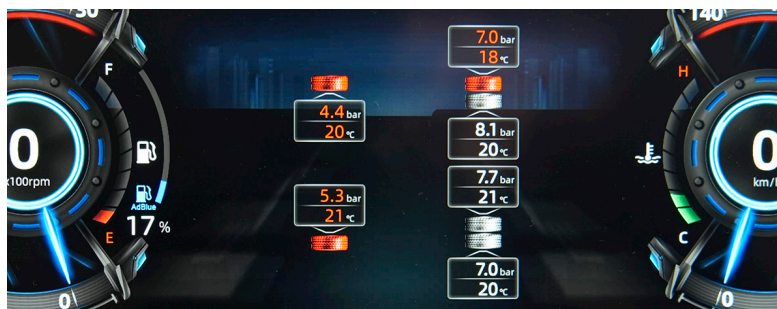 30
140
F
H
7.0 bar
18 °C
4.4 bar
20 °C
8.1 bar
20 °C
0
x100rpm
0
km/
7.7 bar
21 °C
AdBlue
17 %
5.3 bar
21 °C
E
C
7.0 bar
20 °C
0
0